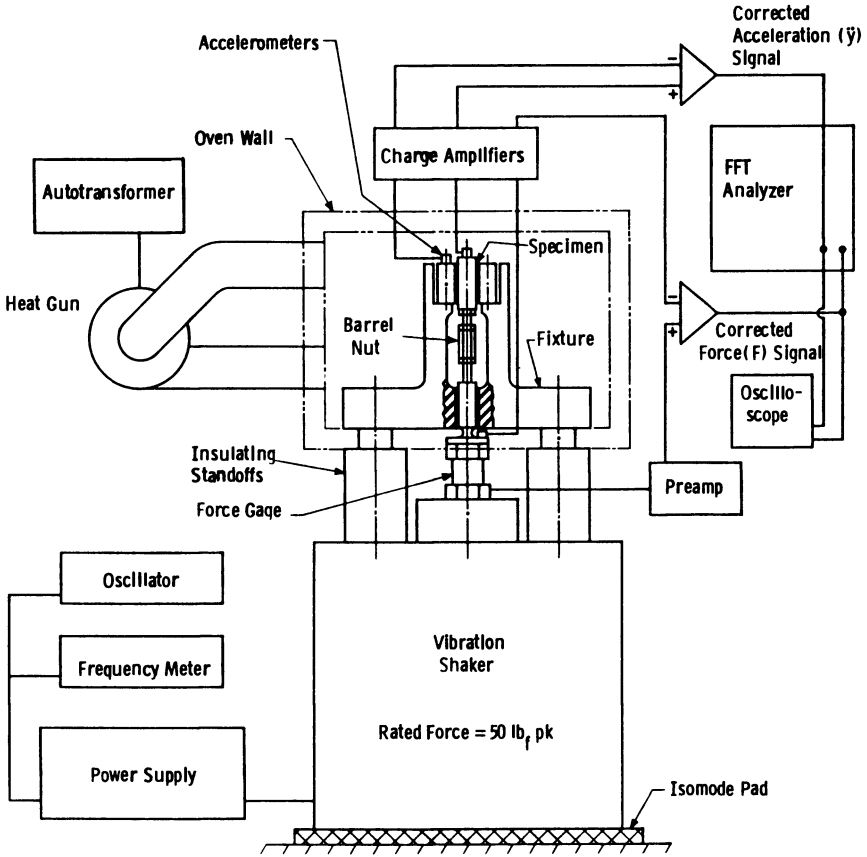 Corrected
Acceleration (ÿ)
Signal
Accelerometers
-
+
Oven Wall
Charge Amplifiers
FFT
Analyzer
Autotransformer
Specimen
Heat Gun
-
+
Barrel
Nut
Fixture
Corrected
Force(F) Signal
Oscillo-
scope
Insulating
Standoffs
Force Gage
Preamp
Oscillator
Frequency Meter
Vibration
Shaker
Rated Force = 50 lbf pk
Power Supply
Isomode Pad